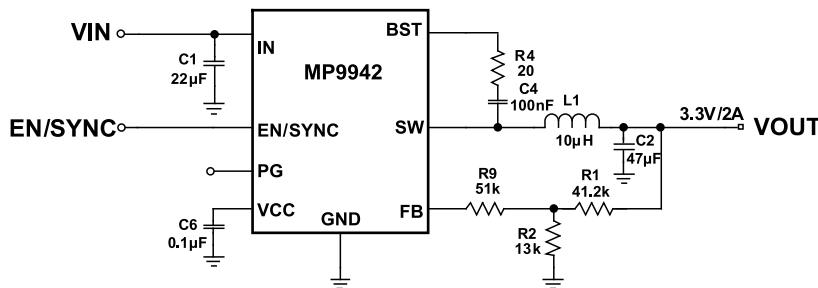 VIN
C1
22µF
IN
BST
MP9942
R4
20
C4
100nF
L1
10µH
3.3V/2A
VOUT
EN/SYNC
EN/SYNC
SW
C2
47µF
PG
R9
51k
R1
41.2k
VCC
FB
C6
0.1µF
GND
R2
13k